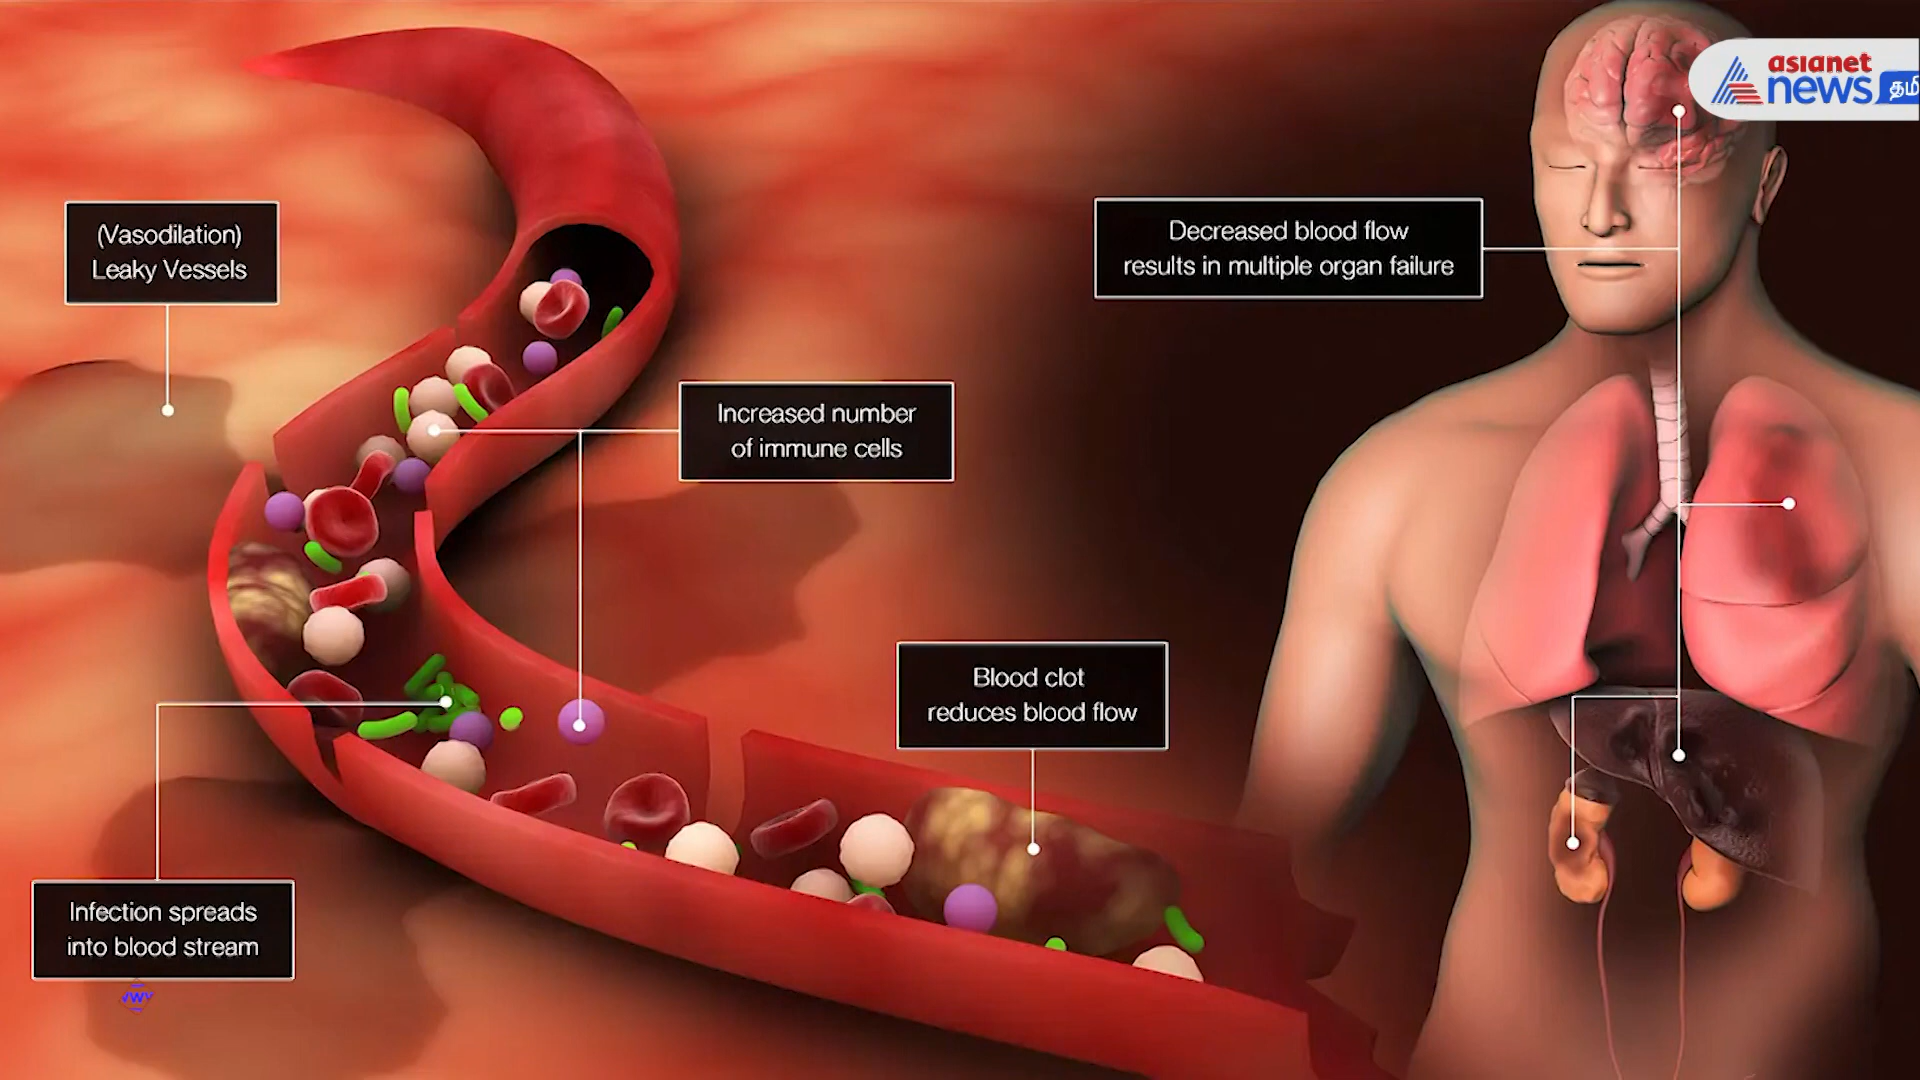 asianet
news
(Vasodilation)
Leaky Vessels
Decreased blood flow
results in multiple organ failure
Increased number
of immune cells
Blood clot
reduces blood flow
Infection spreads
into blood stream